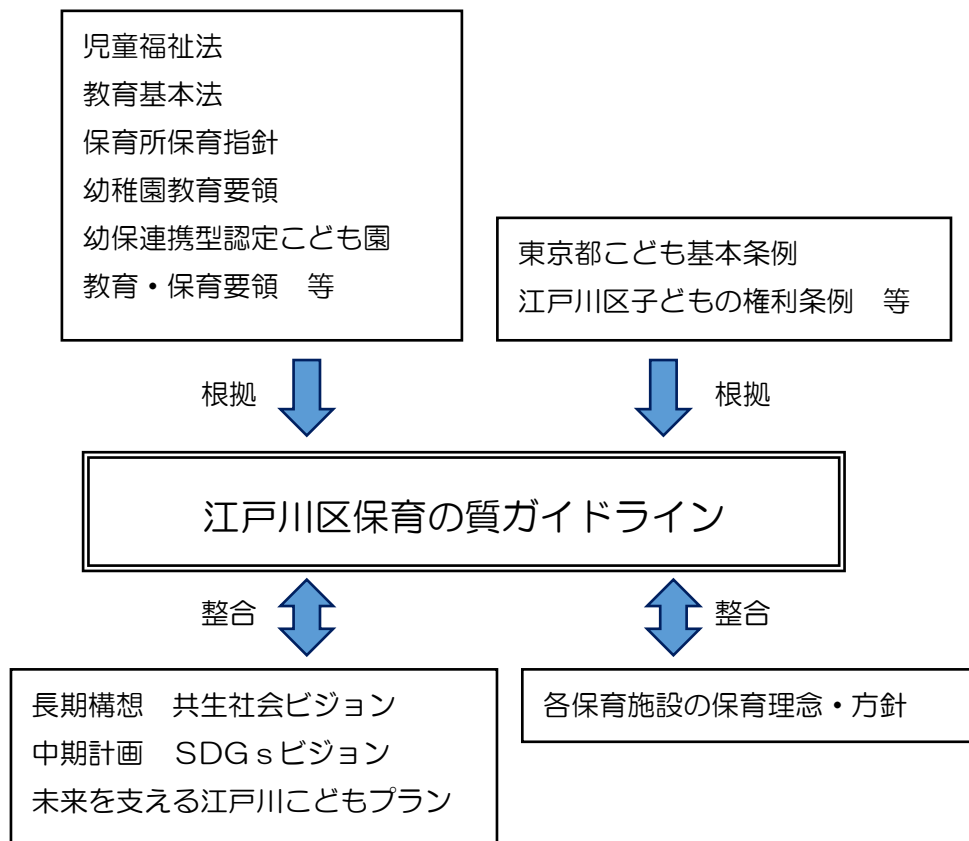 児童福祉法
教育基本法
保育所保育指針
幼稚園教育要領
幼保連携型認定こども園
教育・保育要領　等
東京都こども基本条例
江戸川区子どもの権利条例　等
根拠
根拠
江戸川区保育の質ガイドライン
整合
整合
長期構想　共生社会ビジョン
中期計画　ＳＤＧｓビジョン
未来を支える江戸川こどもプラン
各保育施設の保育理念・方針